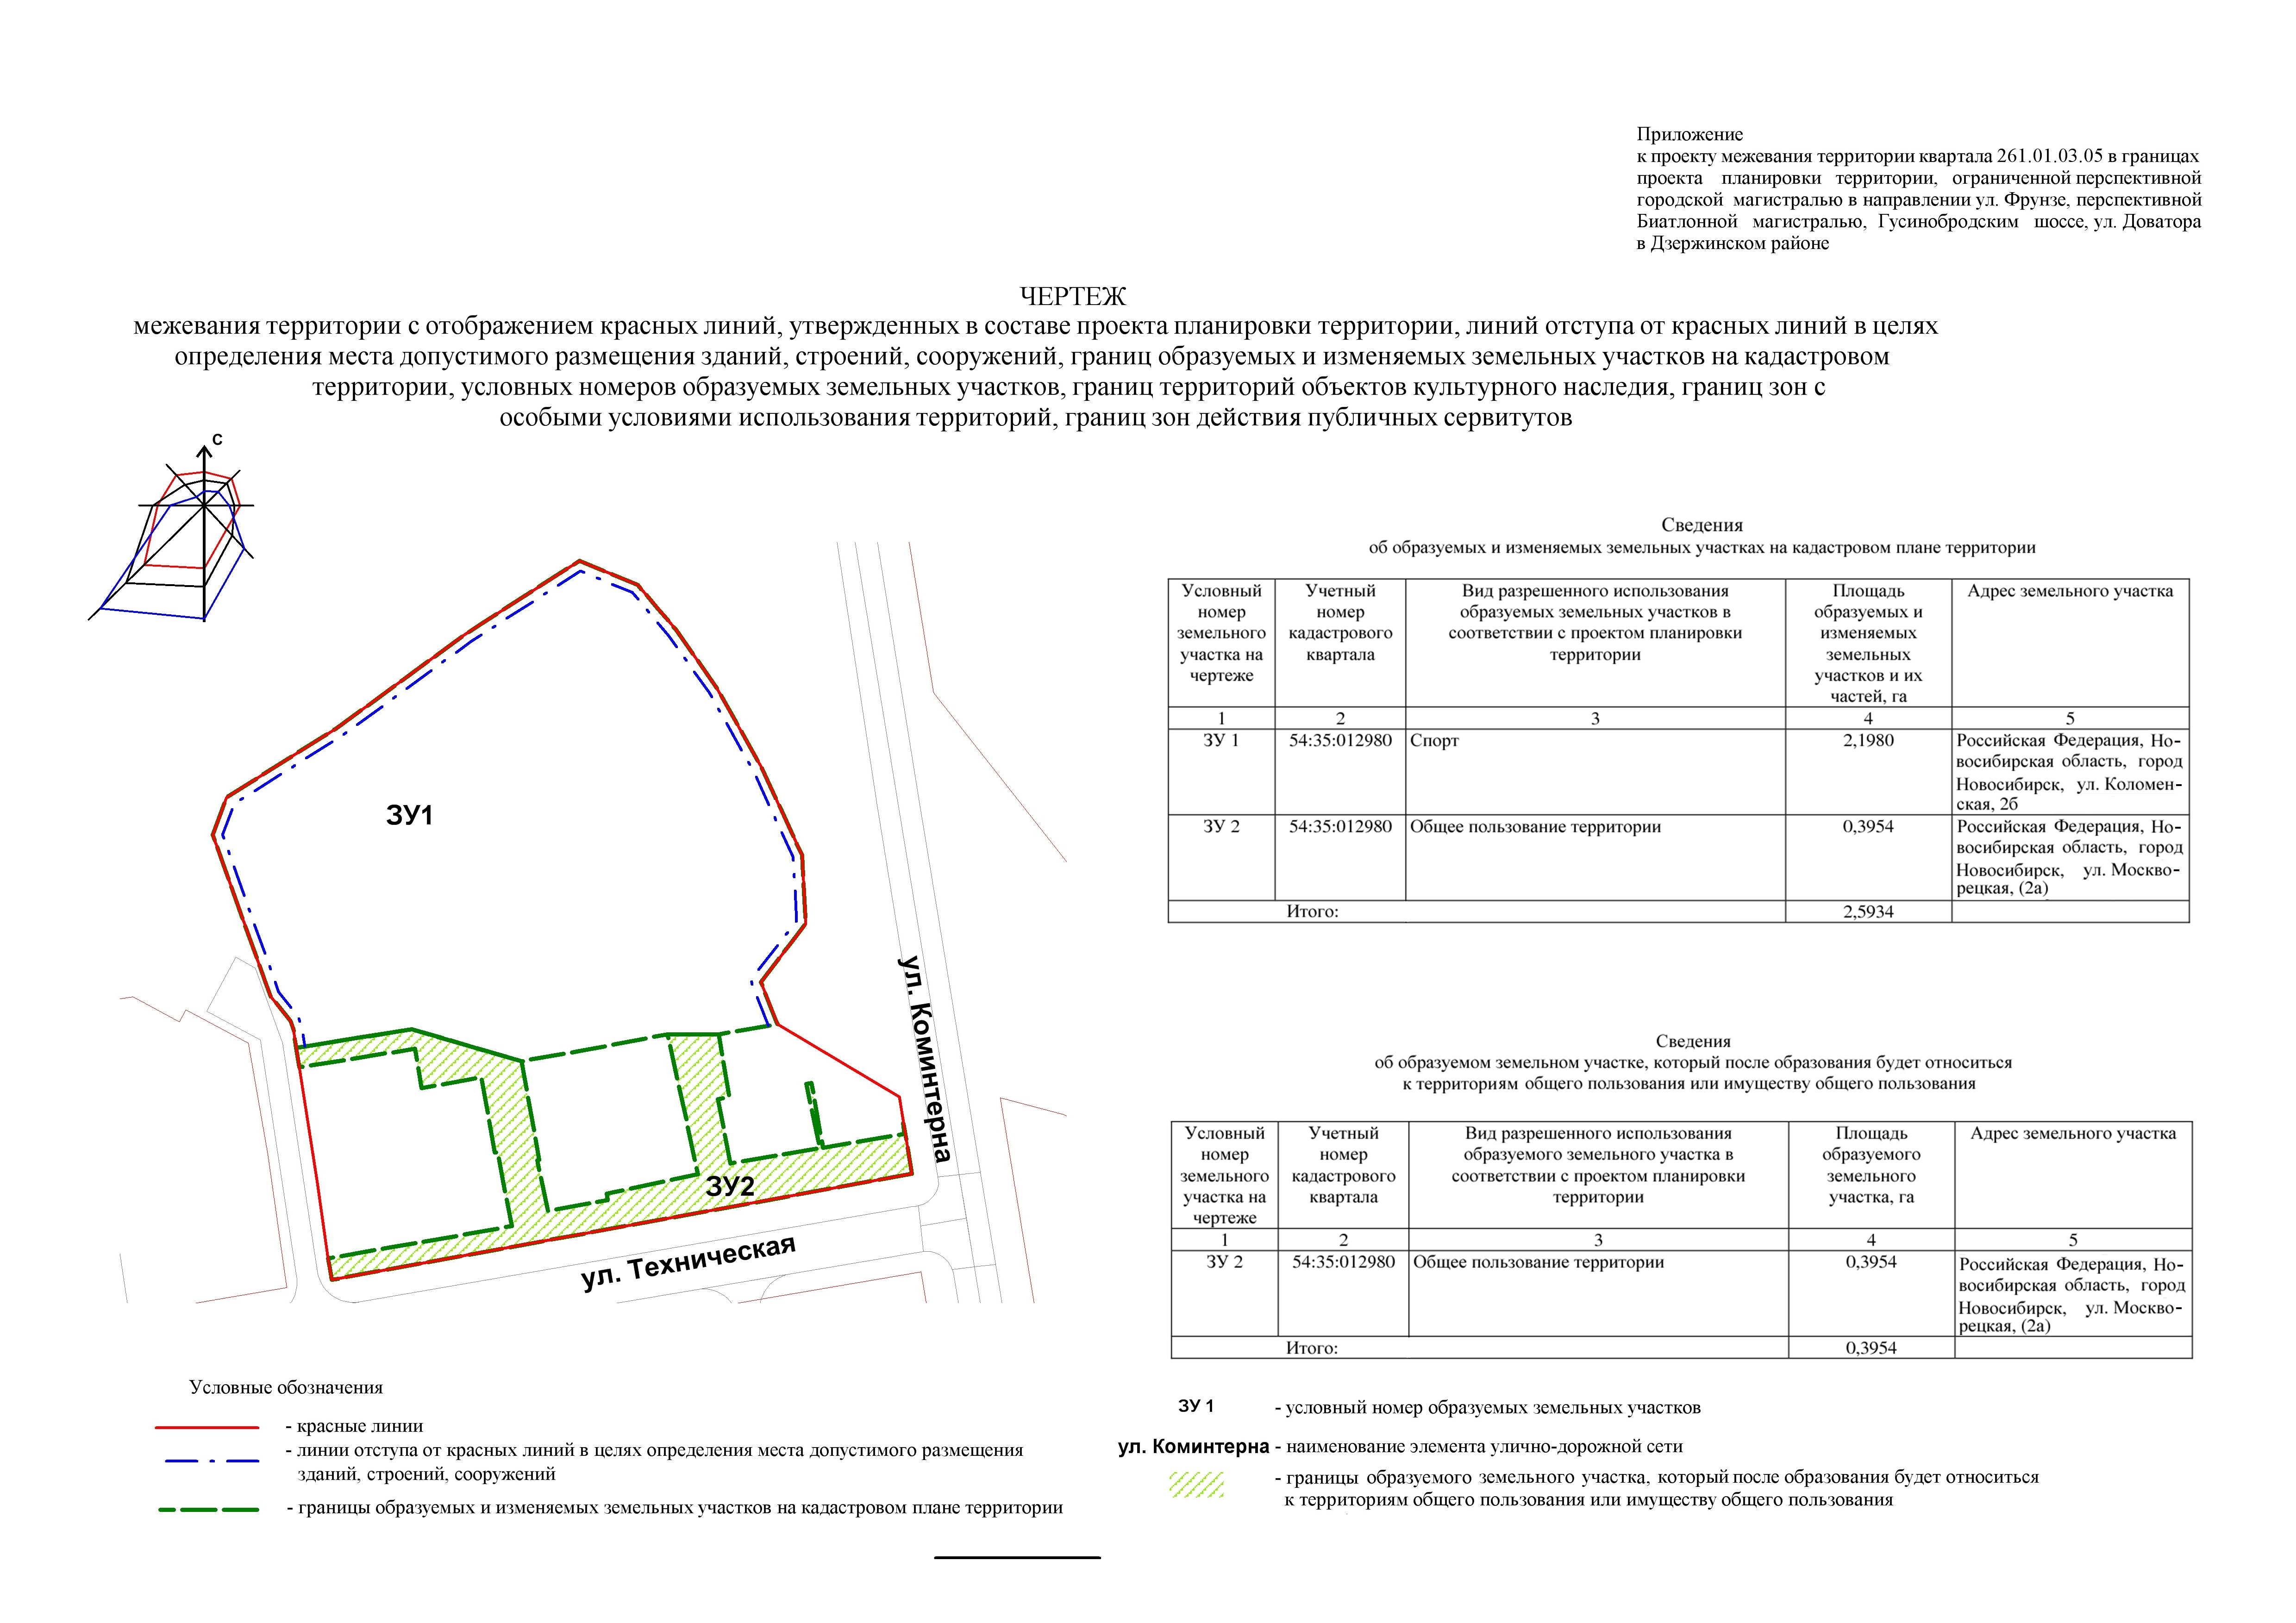 Приложение
к проекту межевания территории квартала 261.01.03.05 в границах
проекта планировки территории, ограниченной перспективной
городской магистралью в направлении ул. Фрунзе, перспективной
Биатлонной магистралью, Гусинобродским шоссе, ул. Доватора
в Дзержинском районе
ЧЕРТЕЖ
межевания территории с отображением красных линий, утвержденных в составе проекта планировки территории, линий отступа от красных линий в целях
определения места допустимого размещения зданий, строений, сооружений, границ образуемых и изменяемых земельных участков на кадастровом
территории, условных номеров образуемых земельных участков, границ территорий объектов культурного наследия, границ зон с
особыми условиями использования территорий, границ зон действия публичных сервитутов
С
ЗУ1
ЗУ2
ул. Коминтерна
ул. Техническая
Сведения
об образуемых и изменяемых земельных участках на кадастровом плане территории
Условный
номер
земельного
участка на
чертеже
Учетный
номер
кадастрового
квартала
Вид разрешенного использования
образуемых земельных участков в
соответствии с проектом планировки
территории
Площадь
образуемых и
изменяемых
земельных
участков и их
частей, га
Адрес земельного участка
1 2 3 4 5
ЗУ 1 54:35:012980 Спорт 2,1980
Российская Федерация, Но-
восибирская область, город
Новосибирск, ул. Коломен-
ская, 2б
ЗУ 2 54:35:012980 Общее пользование территории 0,3954
Российская Федерация, Но-
восибирская область, город
Новосибирск, ул. Москво-
рецкая, (2а)
Итого: 2,5934
Сведения
об образуемом земельном участке, который после образования будет относиться
к территориям общего пользования или имуществу общего пользования
Условный
номер
земельного
участка на
чертеже
Учетный
номер
кадастрового
квартала
Вид разрешенного использования
образуемого земельного участка в
соответствии с проектом планировки
территории
Площадь
образуемого
земельного
участка, га
Адрес земельного участка
1 2 3 4 5
ЗУ 2 54:35:012980 Общее пользование территории 0,3954
Российская Федерация, Но-
восибирская область, город
Новосибирск, ул. Москво-
рецкая, (2а)
Итого: 0,3954
Условные обозначения
- красные линии
- линии отступа от красных линий в целях определения места допустимого размещения
зданий, строений, сооружений
- границы образуемых и изменяемых земельных участков на кадастровом плане территории
ЗУ 1 - условный номер образуемых земельных участков
ул. Коминтерна - наименование элемента улично-дорожной сети
- границы образуемого земельного участка, который после образования будет относиться
к территориям общего пользования или имуществу общего пользования